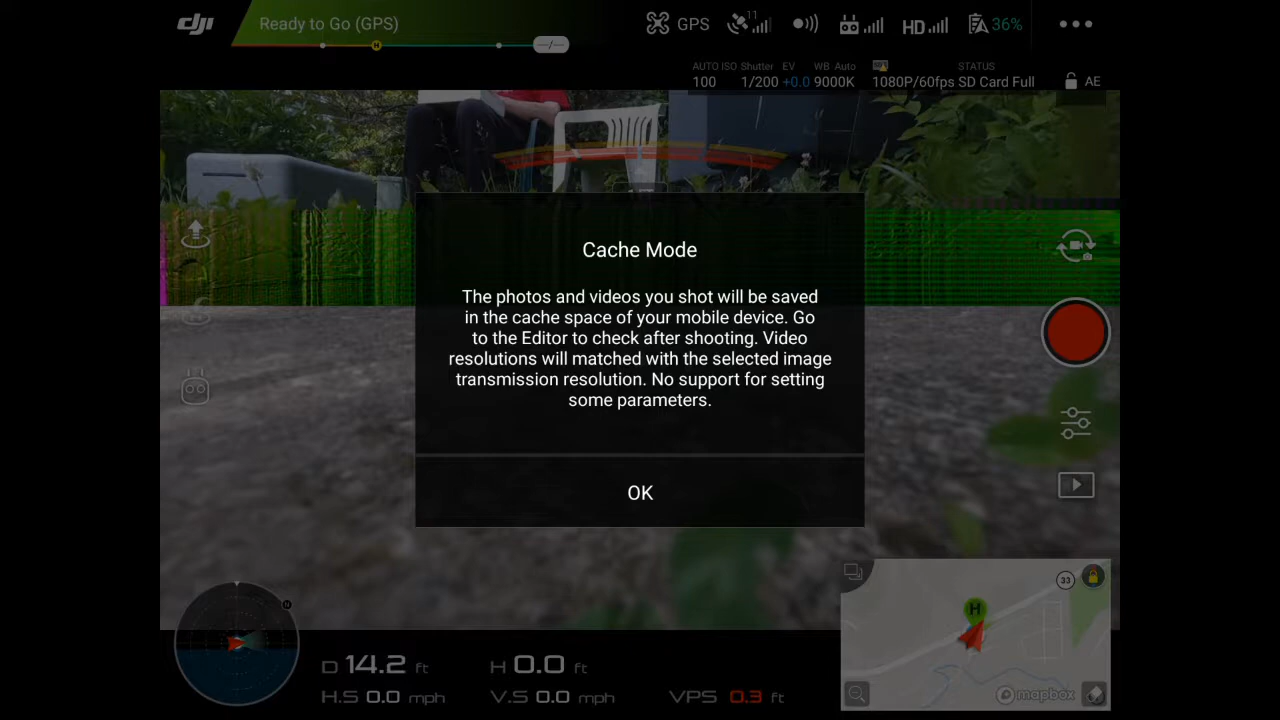 dji Ready to Go (GPS) GPS 11 HD 36%
AUTO ISO Shutter EV WB Auto STATUS
100 1/200 +0.0 9000K 1080P/60fps SD Card Full AE
Cache Mode
The photos and videos you shot will be saved
in the cache space of your mobile device. Go
to the Editor to check after shooting. Video
resolutions will matched with the selected image
transmission resolution. No support for setting
some parameters.
OK
33
H
mapbox
D 14.2 ft H 0.0 ft
H.S 0.0 mph V.S 0.0 mph VPS 0.3 ft